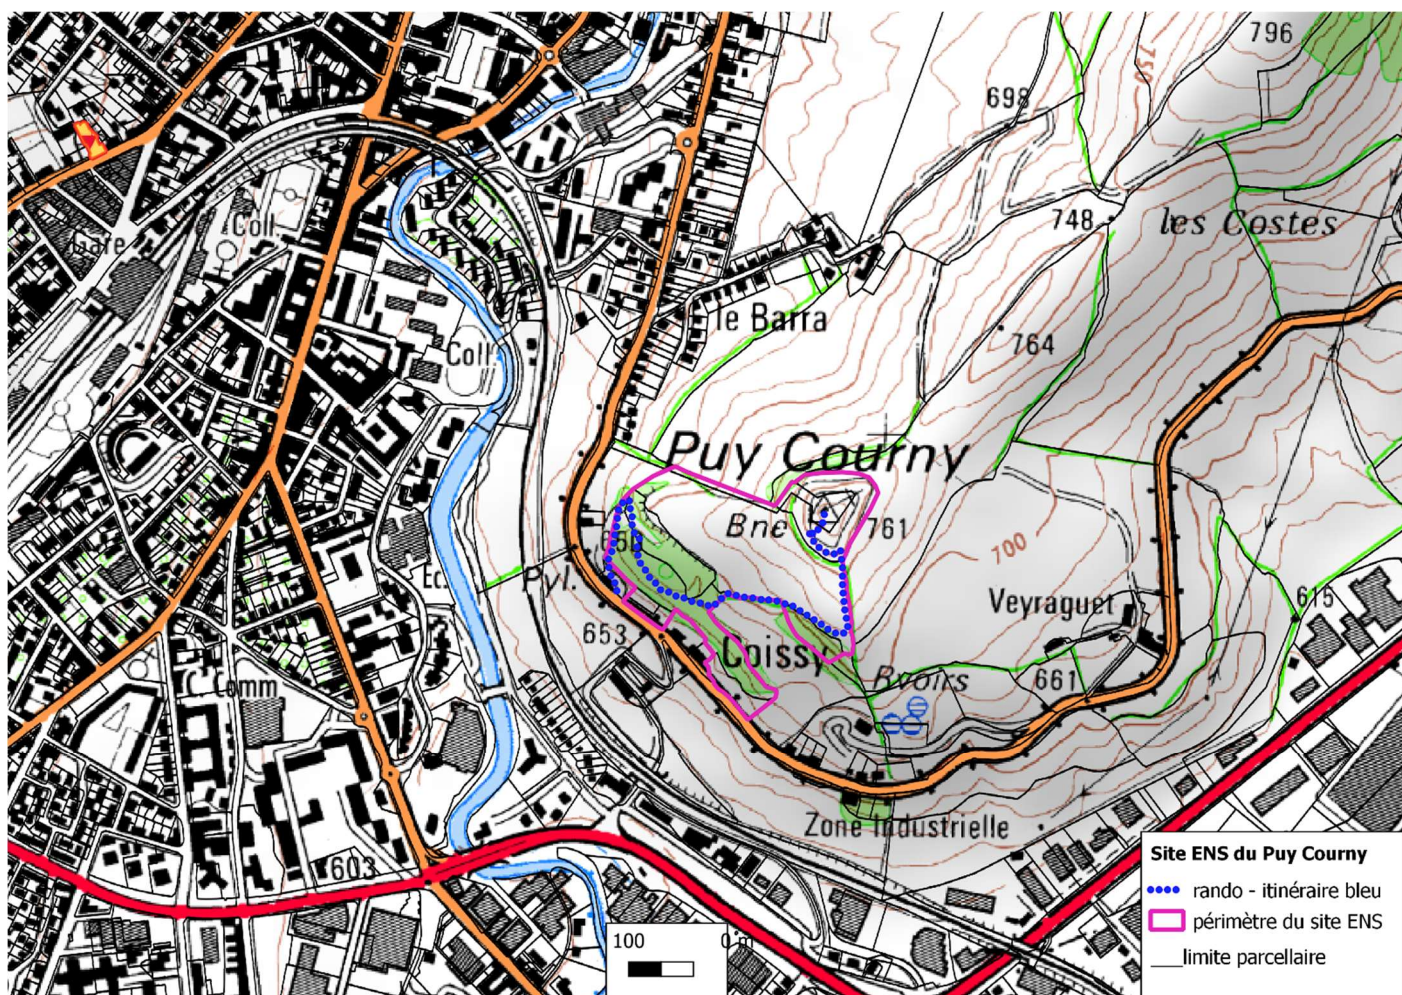 796
750
698
748
les Costes
Gare
Coll.
le Barra
764
Coll.
Puy Courny
Bne
761
650
700
Ec.
Pyl.
Veyraguet
615
653
Coissy
Rvoirs
661
C. Comm
Zone Industrielle
603
100 0 m
Site ENS du Puy Courny
rando - itinéraire bleu
périmètre du site ENS
limite parcellaire